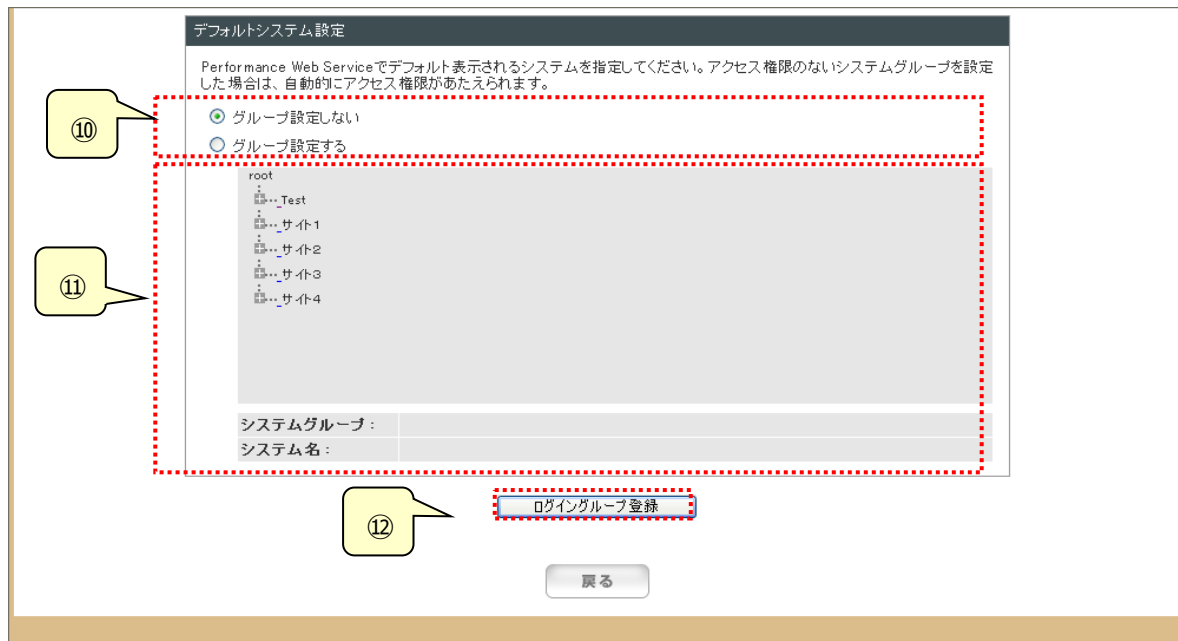 デフォルトシステム設定
Performance Web Serviceでデフォルト表示されるシステムを指定してください。アクセス権限のないシステムグループを設定
した場合は、自動的にアクセス権限があたえられます。
⑩
グループ設定しない
グループ設定する
root
_Test
_サイト1
_サイト2
⑪
_サイト3
_サイト4
システムグループ：
システム名：
ログイングループ登録
⑫
戻る